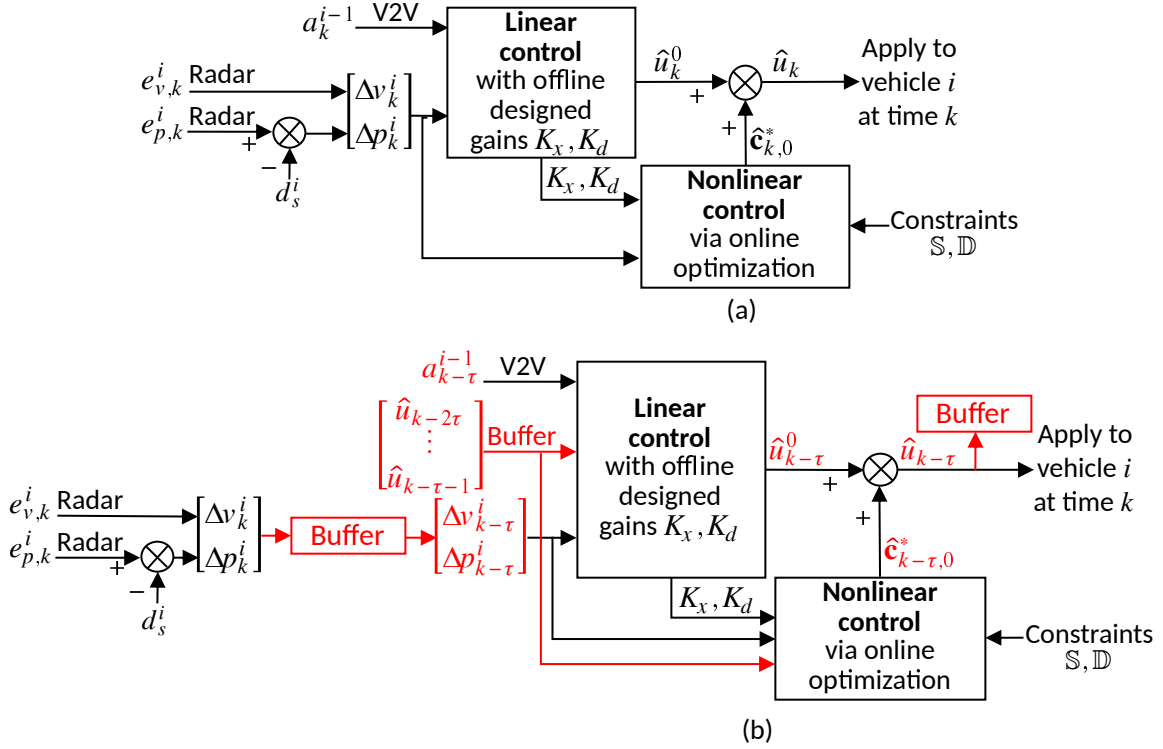 a_k^{i−1} V2V
Linear
control
with offline
designed
gains K_x, K_d
û_k^0
+
û_k
Apply to
vehicle i
at time k
e_{v,k}^i Radar
e_{p,k}^i Radar
+
−
d_s^i
Δv_k^i
Δp_k^i
+
ĉ_{k,0}^*
K_x, K_d
Nonlinear
control
via online
optimization
Constraints
𝕊, 𝔻
(a)
a_{k−τ}^{i−1} V2V
û_{k−2τ}
⋮
û_{k−τ−1}
Buffer
Linear
control
with offline
designed
gains K_x, K_d
û_{k−τ}^0
+
û_{k−τ}
Buffer
Apply to
vehicle i
at time k
e_{v,k}^i Radar
e_{p,k}^i Radar
+
−
d_s^i
Δv_k^i
Δp_k^i
Buffer
Δv_{k−τ}^i
Δp_{k−τ}^i
+
ĉ_{k−τ,0}^*
K_x, K_d
Nonlinear
control
via online
optimization
Constraints
𝕊, 𝔻
(b)